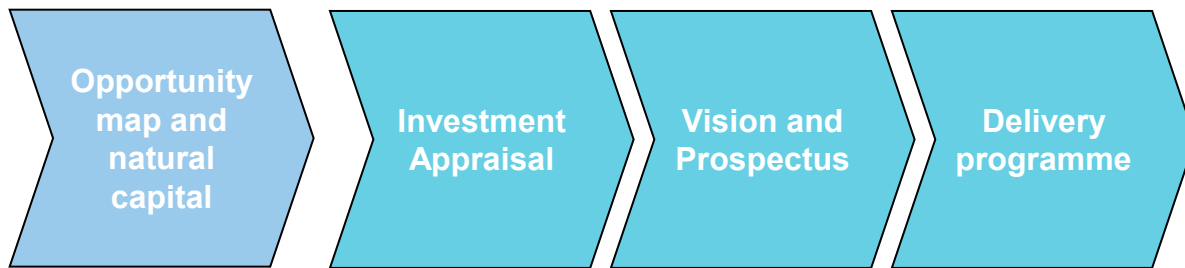 Opportunity
map and
natural
capital
Investment
Appraisal
Vision and
Prospectus
Delivery
programme